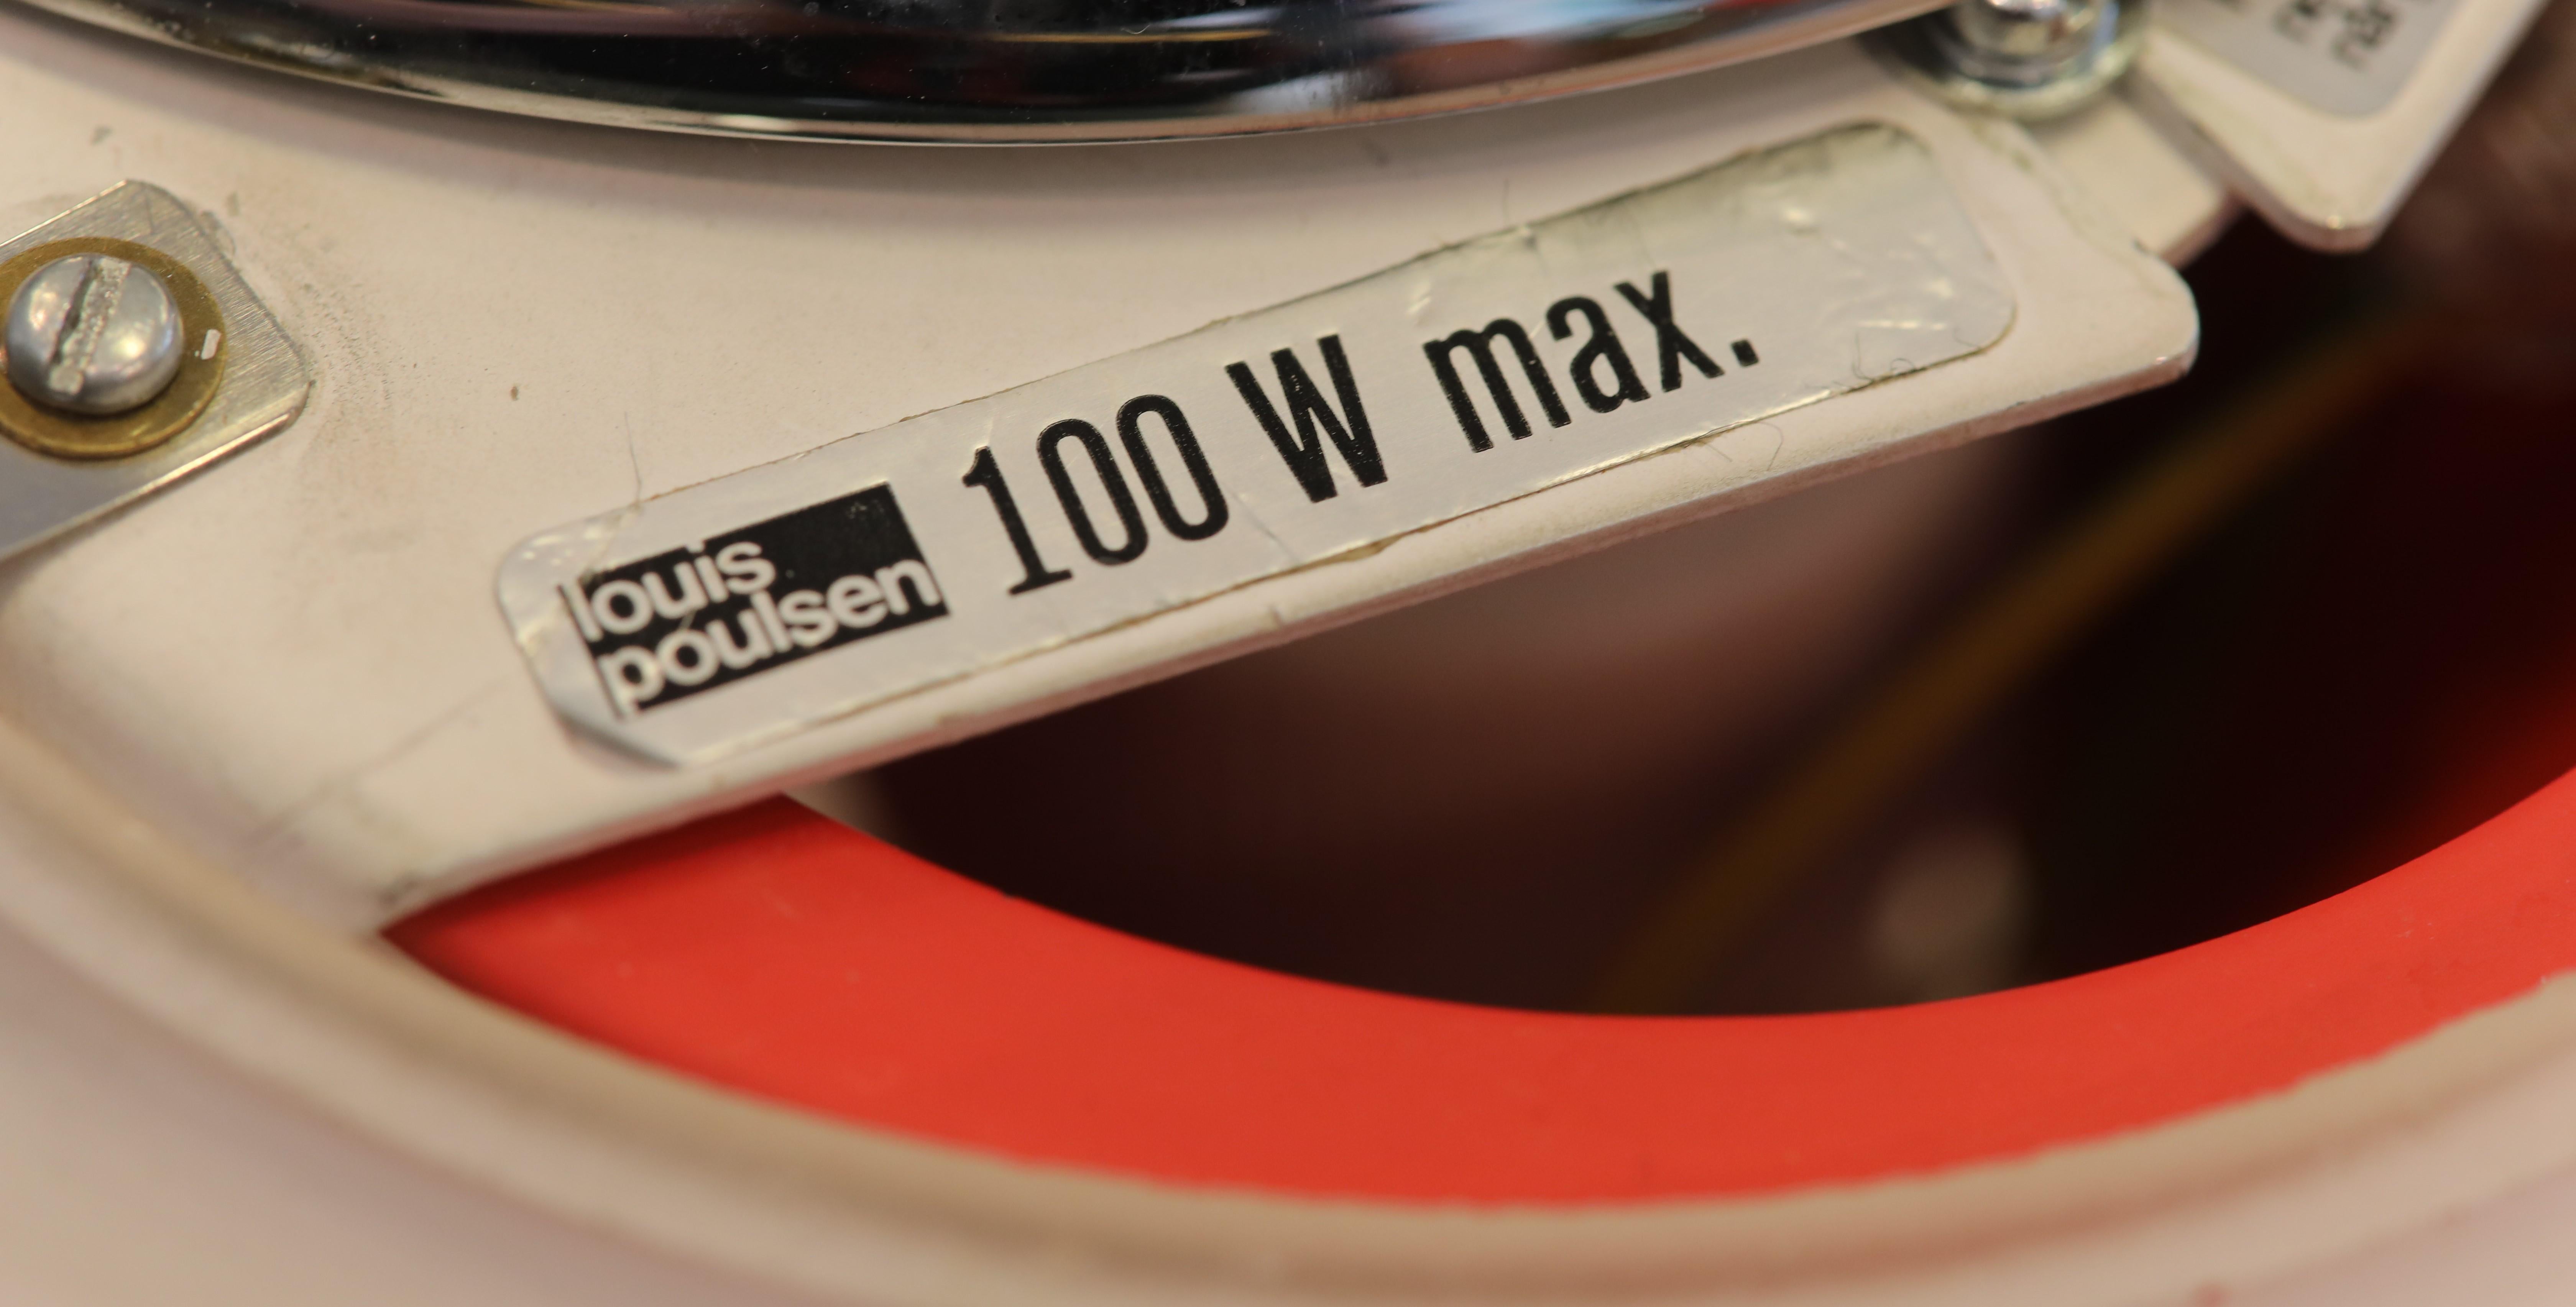 louis
poulsen
100 W max.